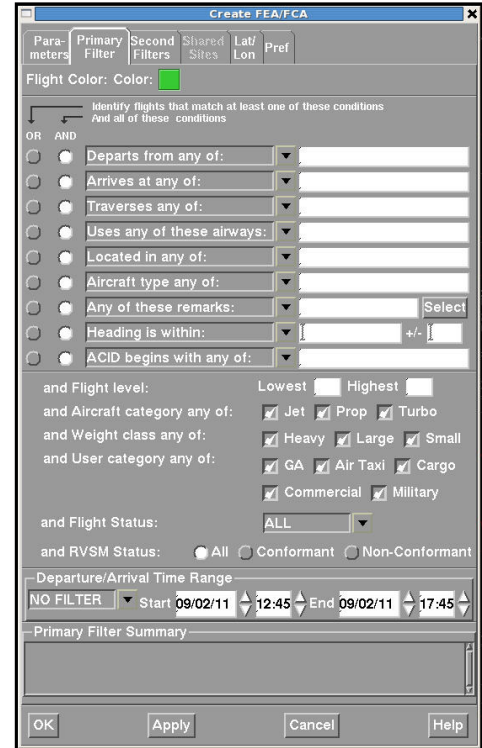 Create FEA/FCA
Para-meters Primary Filter Second Filters Shared Sites Lat/Lon Pref
Flight Color: Color:
Identify flights that match at least one of these conditions
And all of these conditions
OR AND
Departs from any of:
Arrives at any of:
Traverses any of:
Uses any of these airways:
Located in any of:
Aircraft type any of:
Any of these remarks: Select
Heading is within: +/-
ACID begins with any of:
and Flight level: Lowest Highest
and Aircraft category any of: Jet Prop Turbo
and Weight class any of: Heavy Large Small
and User category any of: GA Air Taxi Cargo
Commercial Military
and Flight Status: ALL
and RVSM Status: All Conformant Non-Conformant
Departure/Arrival Time Range
NO FILTER Start 09/02/11 12:45 End 09/02/11 17:45
Primary Filter Summary
OK Apply Cancel Help